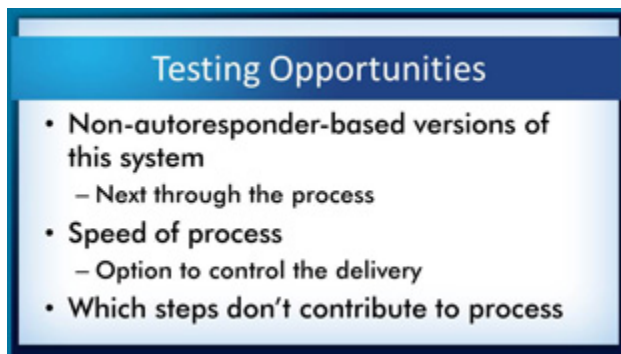 Testing Opportunities
• Non-autoresponder-based versions of
this system
– Next through the process
• Speed of process
– Option to control the delivery
• Which steps don't contribute to process